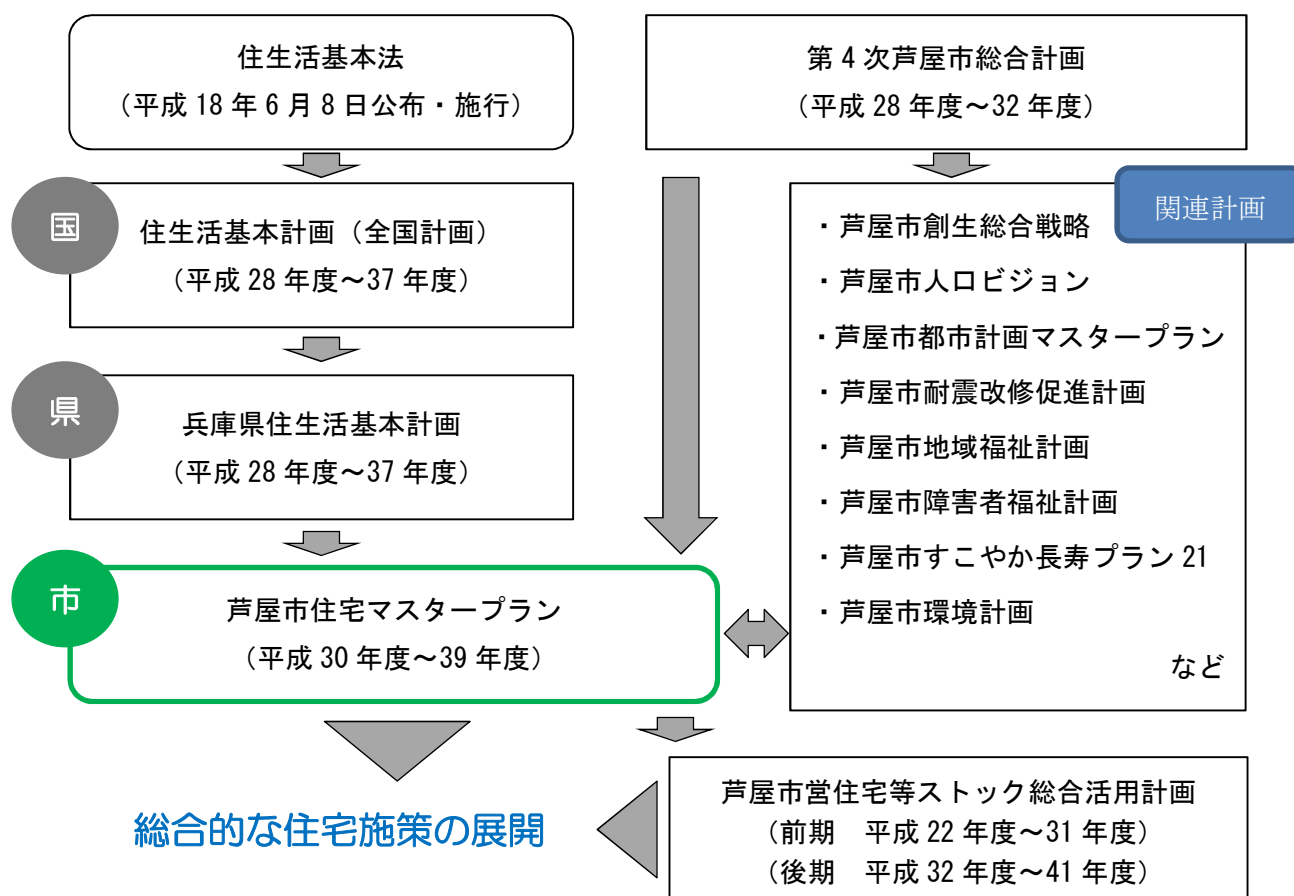 住生活基本法
（平成 18 年 6 月 8 日公布・施行）
第 4 次芦屋市総合計画
（平成 28 年度～32 年度）
国
住生活基本計画（全国計画）
（平成 28 年度～37 年度）
関連計画
・芦屋市創生総合戦略
・芦屋市人口ビジョン
・芦屋市都市計画マスタープラン
・芦屋市耐震改修促進計画
・芦屋市地域福祉計画
・芦屋市障害者福祉計画
・芦屋市すこやか長寿プラン 21
・芦屋市環境計画
など
県
兵庫県住生活基本計画
（平成 28 年度～37 年度）
市
芦屋市住宅マスタープラン
（平成 30 年度～39 年度）
総合的な住宅施策の展開
芦屋市営住宅等ストック総合活用計画
（前期　平成 22 年度～31 年度）
（後期　平成 32 年度～41 年度）